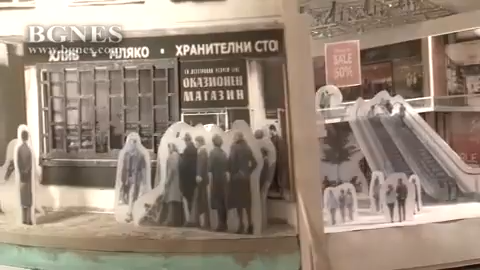 BGNES
www.bgnes.com
ХЛЯБ • МЛЯКО • ХРАНИТЕЛНИ СТО
ОКАЗИОНЕН
МАГАЗИН
SALE
50%